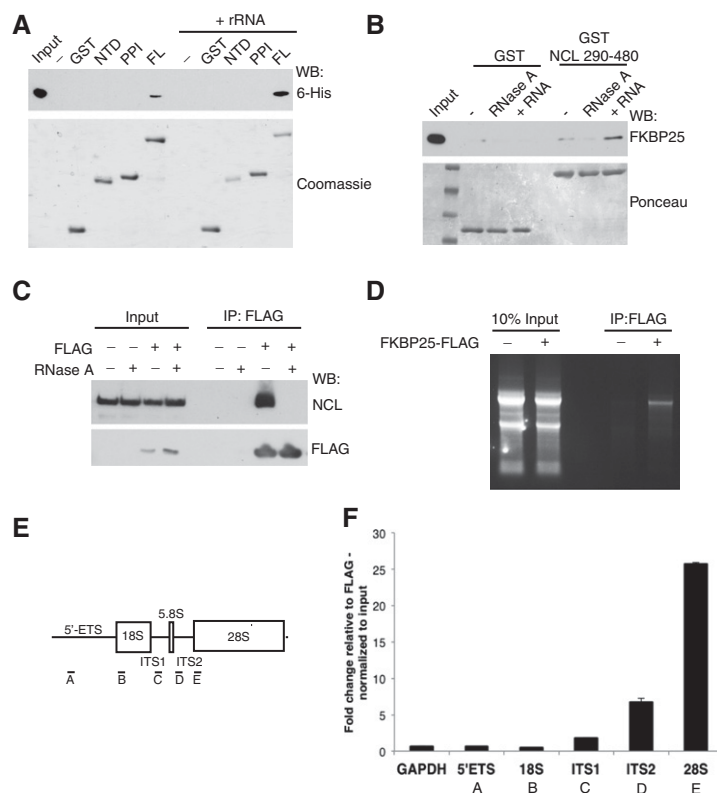 A
+ rRNA
Input – GST NTD PPI FL – GST NTD PPI FL
WB:
6-His
Coomassie
B
GST
GST
NCL 290-480
Input - RNase A + RNA - RNase A + RNA
WB:
FKBP25
Ponceau
C
Input IP: FLAG
FLAG – – + + – – + +
RNase A – + – + – + – +
WB:
NCL
FLAG
D
10% Input IP:FLAG
FKBP25-FLAG – + – +
E
5'-ETS 18S 5.8S 28S
ITS1 ITS2
A B C D E
F
Fold change relative to FLAG -
normalized to input
30
25
20
15
10
5
0
GAPDH 5'ETS 18S ITS1 ITS2 28S
A B C D E